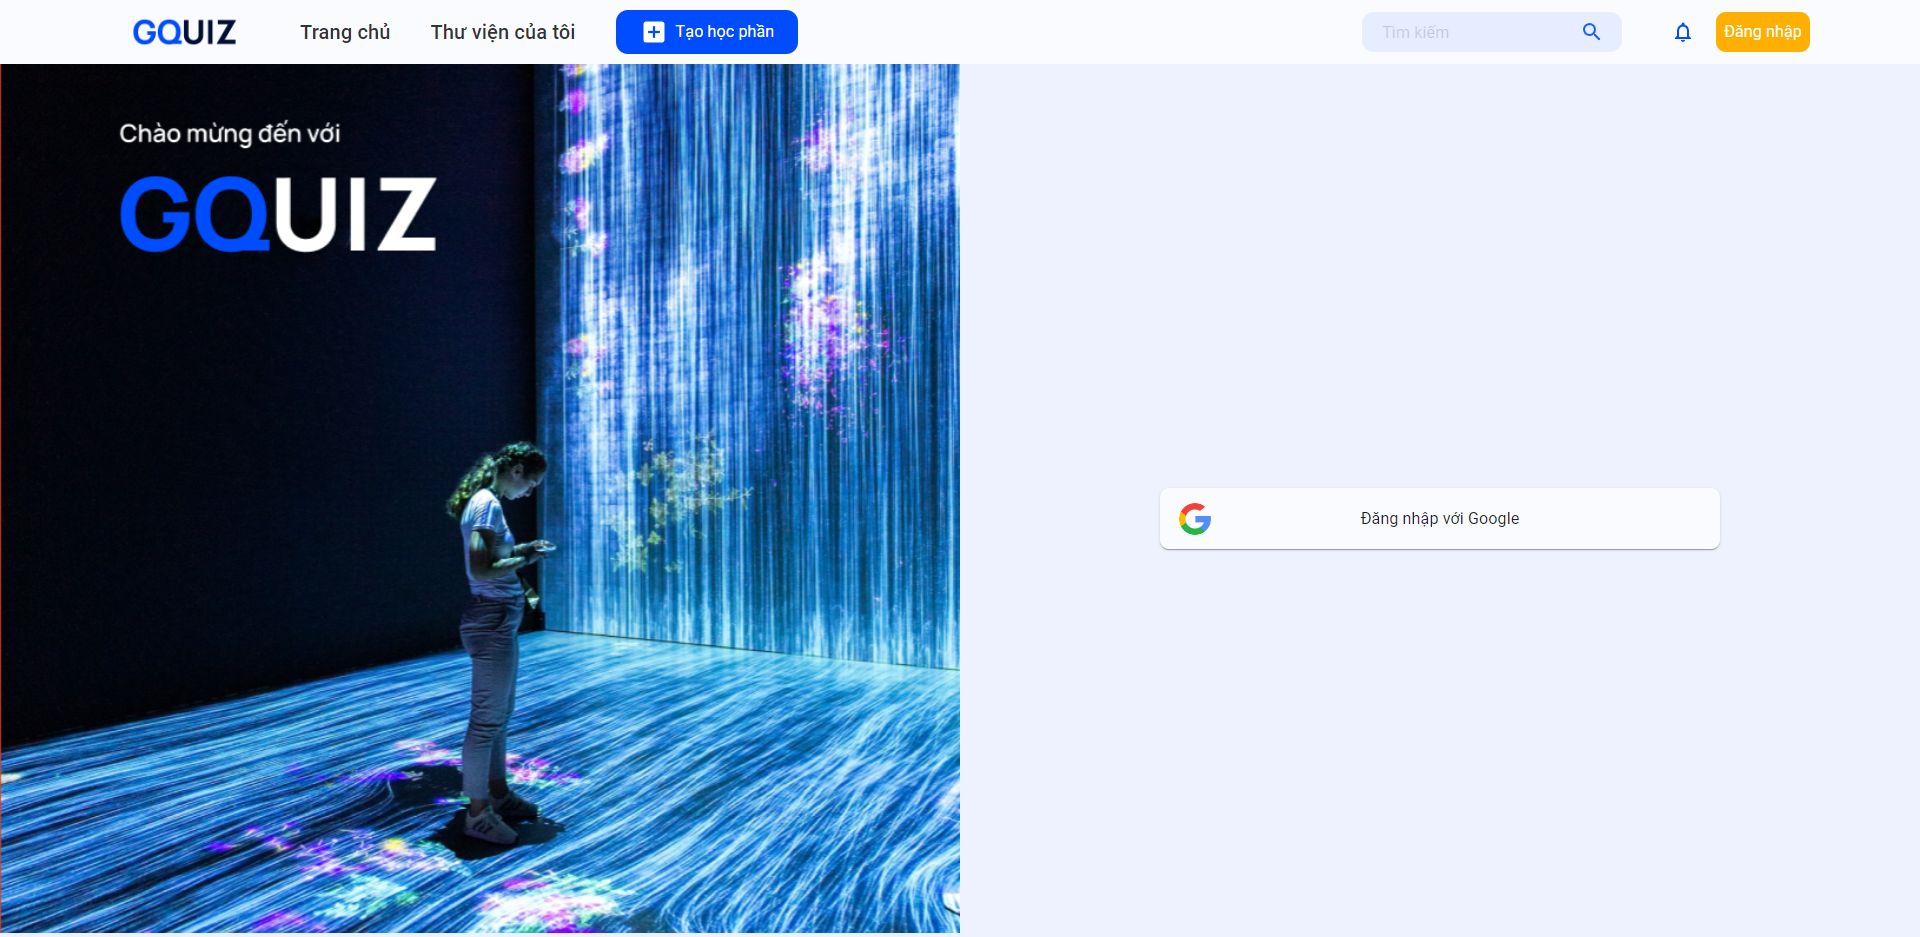 GQUIZ
Trang chủ
Thư viện của tôi
Tạo học phần
Tìm kiếm
Đăng nhập
Chào mừng đến với
GQUIZ
Đăng nhập với Google